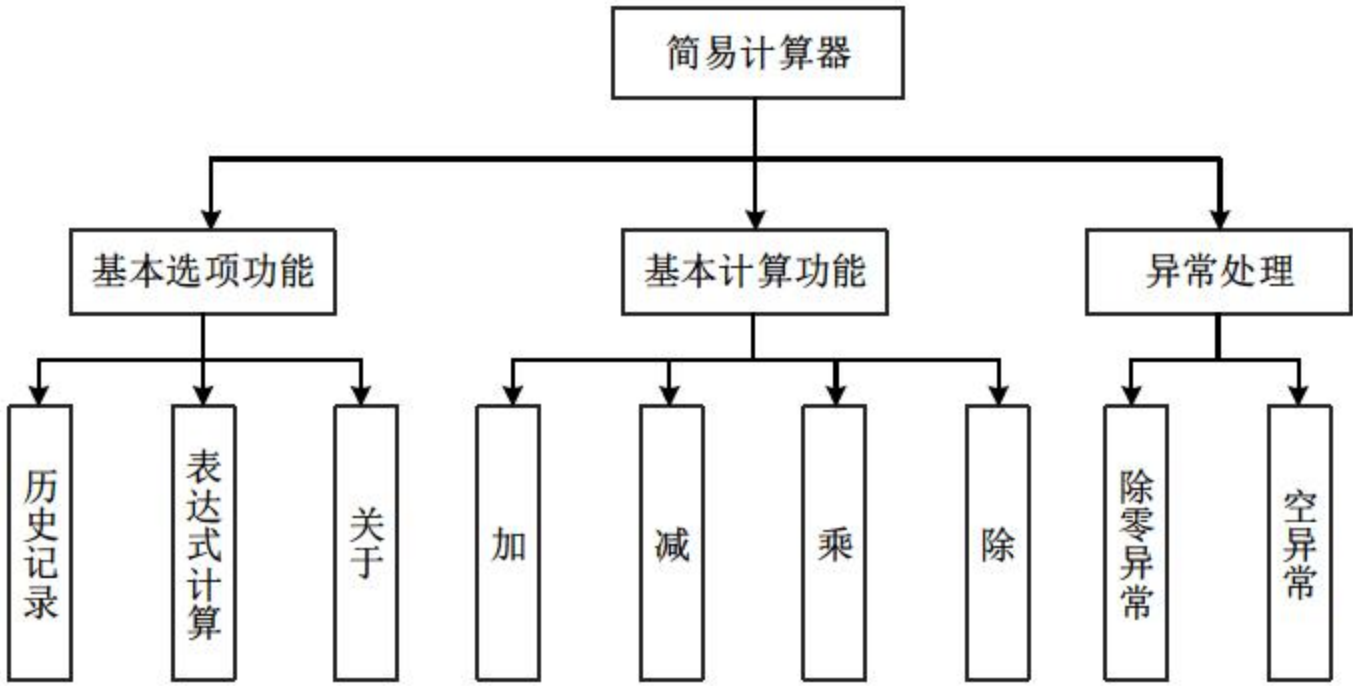 简易计算器
基本选项功能
基本计算功能
异常处理
历史记录
表达式计算
关于
加
减
乘
除
除零异常
空异常